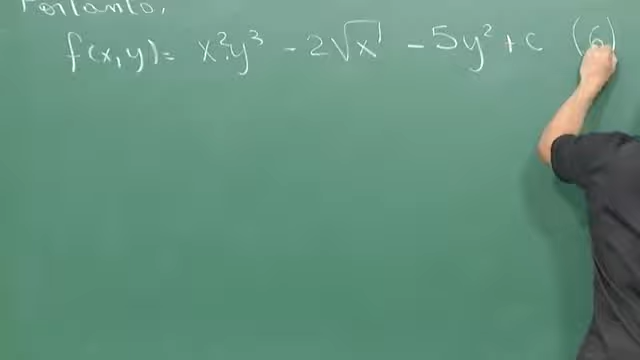 Portanto,
f(x,y) = x²y³ - 2√x - 5y² + c (6)